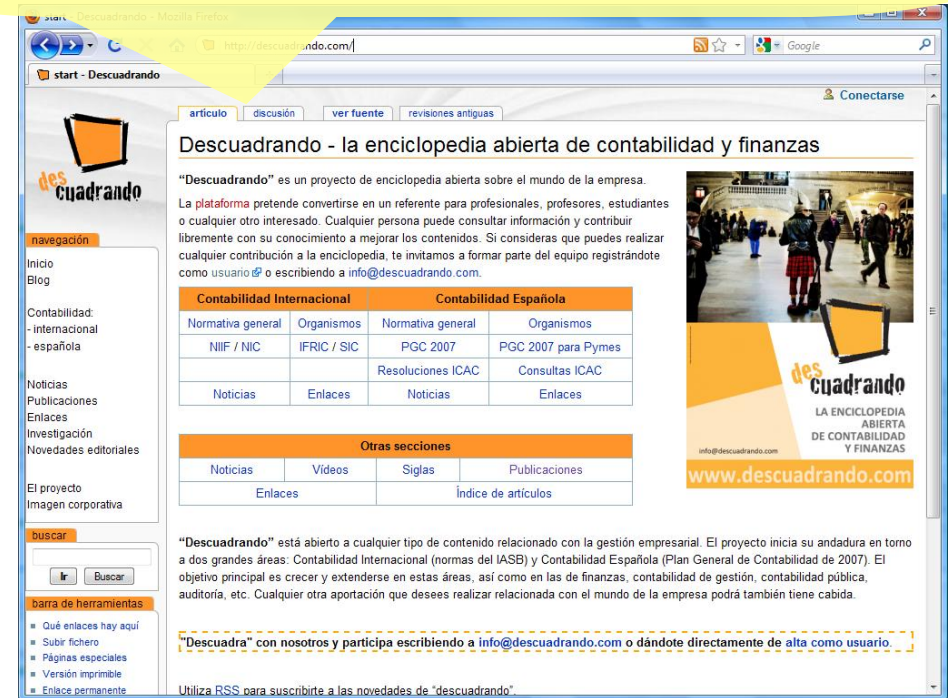 start - Descuadrando - Mozilla Firefox
http://descuadrando.com/
Google
start - Descuadrando
Conectarse
artículo discusión ver fuente revisiones antiguas
descuadrando
Descuadrando - la enciclopedia abierta de contabilidad y finanzas
“Descuadrando” es un proyecto de enciclopedia abierta sobre el mundo de la empresa.
La plataforma pretende convertirse en un referente para profesionales, profesores, estudiantes
o cualquier otro interesado. Cualquier persona puede consultar información y contribuir
libremente con su conocimiento a mejorar los contenidos. Si consideras que puedes realizar
cualquier contribución a la enciclopedia, te invitamos a formar parte del equipo registrándote
como usuario o escribiendo a info@descuadrando.com.
navegación
Inicio
Blog
Contabilidad:
- internacional
- española
Noticias
Publicaciones
Enlaces
Investigación
Novedades editoriales
El proyecto
Imagen corporativa
buscar
Ir Buscar
barra de herramientas
Qué enlaces hay aquí
Subir fichero
Páginas especiales
Versión imprimible
Enlace permanente
Contabilidad Internacional Contabilidad Española
Normativa general Organismos Normativa general Organismos
NIIF / NIC IFRIC / SIC PGC 2007 PGC 2007 para Pymes
Resoluciones ICAC Consultas ICAC
Noticias Enlaces Noticias Enlaces
Otras secciones
Noticias Vídeos Siglas Publicaciones
Enlaces Índice de artículos
descuadrando
LA ENCICLOPEDIA
ABIERTA
DE CONTABILIDAD
Y FINANZAS
info@descuadrando.com
www.descuadrando.com
“Descuadrando” está abierto a cualquier tipo de contenido relacionado con la gestión empresarial. El proyecto inicia su andadura en torno
a dos grandes áreas: Contabilidad Internacional (normas del IASB) y Contabilidad Española (Plan General de Contabilidad de 2007). El
objetivo principal es crecer y extenderse en estas áreas, así como en las de finanzas, contabilidad de gestión, contabilidad pública,
auditoría, etc. Cualquier otra aportación que desees realizar relacionada con el mundo de la empresa podrá también tiene cabida.
"Descuadra" con nosotros y participa escribiendo a info@descuadrando.com o dándote directamente de alta como usuario.
Utiliza RSS para suscribirte a las novedades de “descuadrando”.